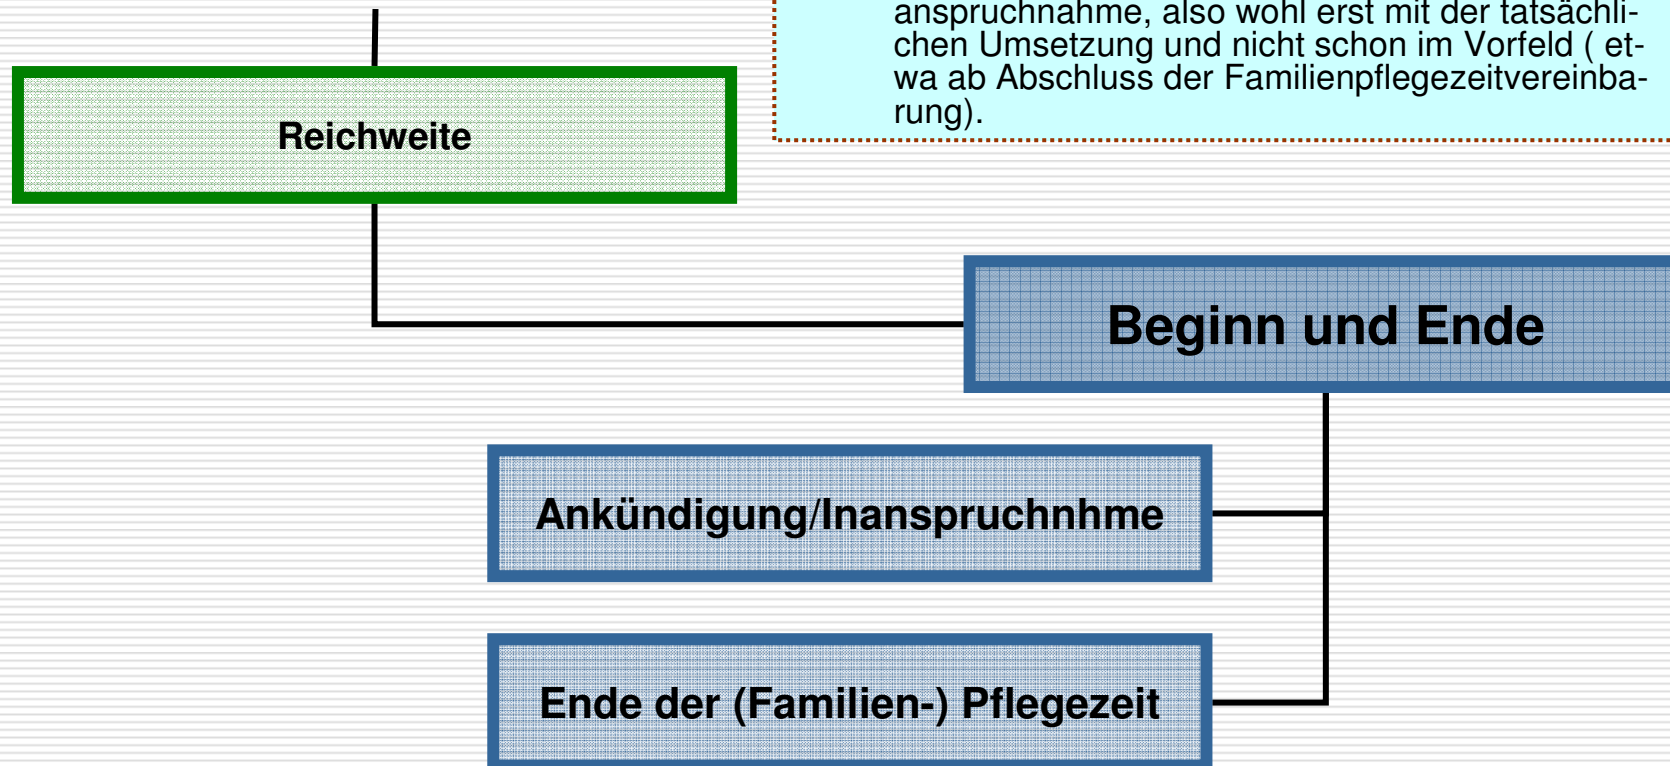 anspruchnahme, also wohl erst mit der tatsächli-
chen Umsetzung und nicht schon im Vorfeld ( et-
wa ab Abschluss der Familienpflegezeitvereinba-
rung).
Reichweite
Beginn und Ende
Ankündigung/Inanspruchnhme
Ende der (Familien-) Pflegezeit